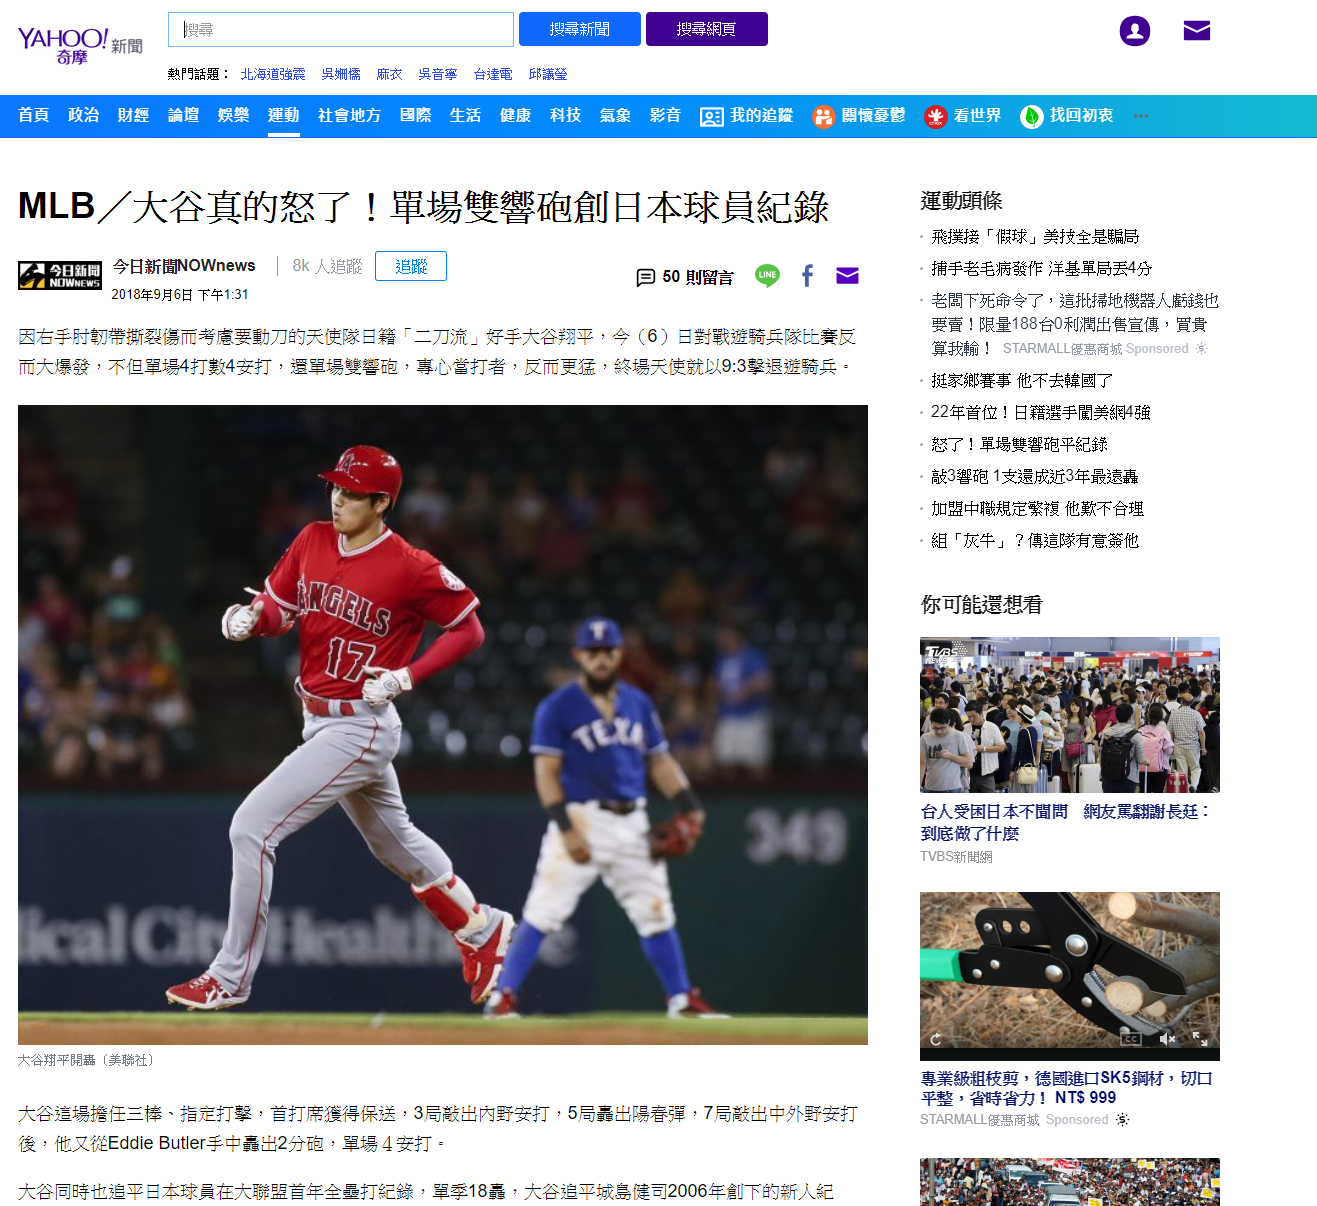 YAHOO!
奇摩
新聞
搜尋
搜尋新聞
搜尋網頁
熱門話題： 北海道強震 吳姍儒 麻衣 吳音寧 台達電 邱議瑩
首頁 政治 財經 論壇 娛樂 運動 社會地方 國際 生活 健康 科技 氣象 影音 我的追蹤 關懷憂鬱 看世界 找回初衷 ...
MLB／大谷真的怒了！單場雙響砲創日本球員紀錄
今日新聞
NOWnews
今日新聞NOWnews
8k 人追蹤
追蹤
2018年9月6日 下午1:31
50 則留言
LINE
因右手肘韌帶撕裂傷而考慮要動刀的天使隊日籍「二刀流」好手大谷翔平，今（6）日對戰遊騎兵隊比賽反
而大爆發，不但單場4打數4安打，還單場雙響砲，專心當打者，反而更猛，終場天使就以9:3擊退遊騎兵。
ANGELS
17
TEXA
349
ical City Healthcare
大谷翔平開轟（美聯社）
大谷這場擔任三棒、指定打擊，首打席獲得保送，3局敲出內野安打，5局轟出陽春彈，7局敲出中外野安打
後，他又從Eddie Butler手中轟出2分砲，單場４安打。
大谷同時也追平日本球員在大聯盟首年全壘打紀錄，單季18轟，大谷追平城島健司2006年創下的新人紀
運動頭條
飛撲接「假球」美技全是騙局
捕手老毛病發作 洋基單局丟4分
老闆下死命令了，這批掃地機器人虧錢也
要賣！限量188台0利潤出售宣傳，買貴
算我輸！ STARMALL優惠商城 Sponsored
挺家鄉賽事 他不去韓國了
22年首位！日籍選手闖美網4強
怒了！單場雙響砲平紀錄
敲3響砲 1支還成近3年最遠轟
加盟中職規定繁複 他歎不合理
組「灰牛」？傳這隊有意簽他
你可能還想看
TVBS
NEWS
台人受困日本不聞問　網友罵翻謝長廷：
到底做了什麼
TVBS新聞網
CC
專業級粗枝剪，德國進口SK5鋼材，切口
平整，省時省力！ NT$ 999
STARMALL優惠商城 Sponsored